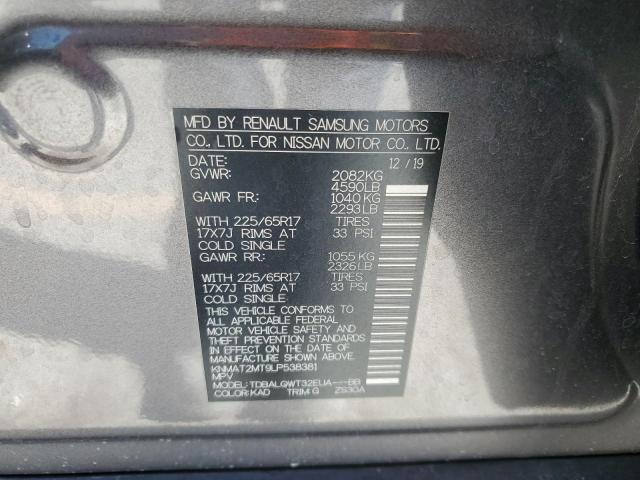 MFD BY RENAULT SAMSUNG MOTORS
CO., LTD. FOR NISSAN MOTOR CO., LTD.
DATE: 12 / 19
GVWR: 2082KG
4590LB
GAWR FR: 1040 KG
2293LB
WITH 225/65R17 TIRES
17X7J RIMS AT 33 PSI
COLD SINGLE
GAWR RR: 1055 KG
2326LB
WITH 225/65R17 TIRES
17X7J RIMS AT 33 PSI
COLD SINGLE
THIS VEHICLE CONFORMS TO
ALL APPLICABLE FEDERAL
MOTOR VEHICLE SAFETY AND
THEFT PREVENTION STANDARDS
IN EFFECT ON THE DATE OF
MANUFACTURE SHOWN ABOVE.
KNMAT2MT9LP538381
MPV
MODEL: TDBALGWT32EUA---BB
COLOR: KAD TRIM: G ZS30A